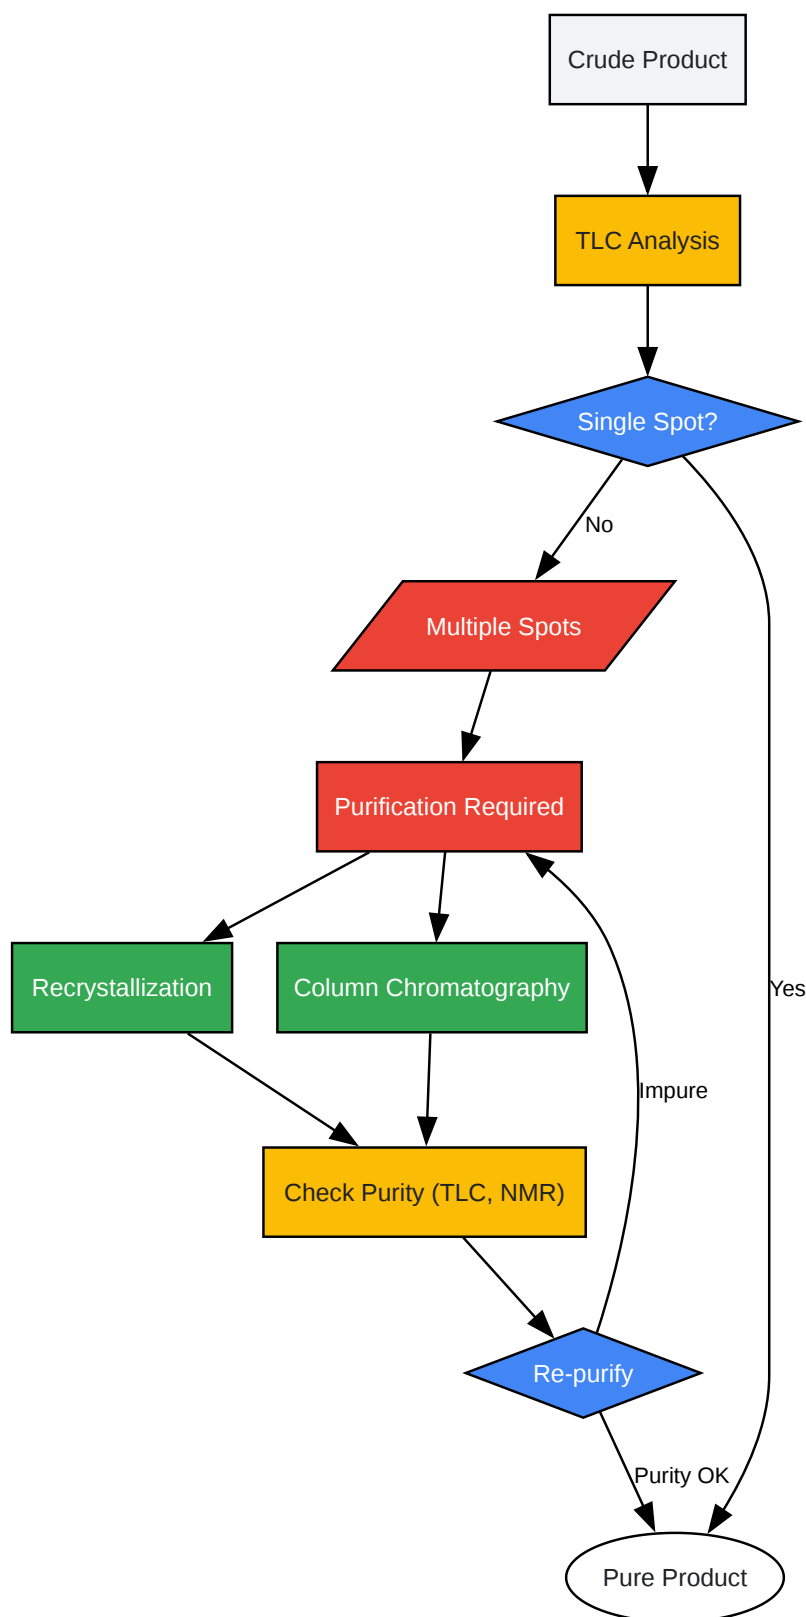 Crude Product
TLC Analysis
Single Spot?
No
Multiple Spots
Purification Required
Recrystallization
Column Chromatography
Yes
Impure
Check Purity (TLC, NMR)
Re-purify
Purity OK
Pure Product